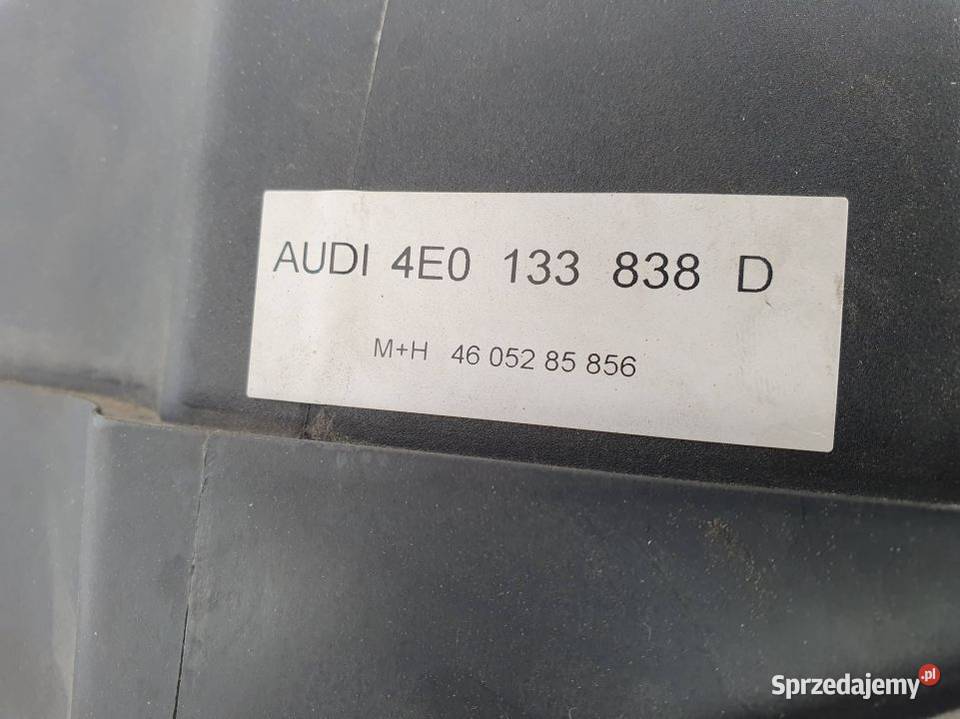 AUDI 4E0 133 838 D
M+H 46 052 85 856
Sprzedajemy.pl